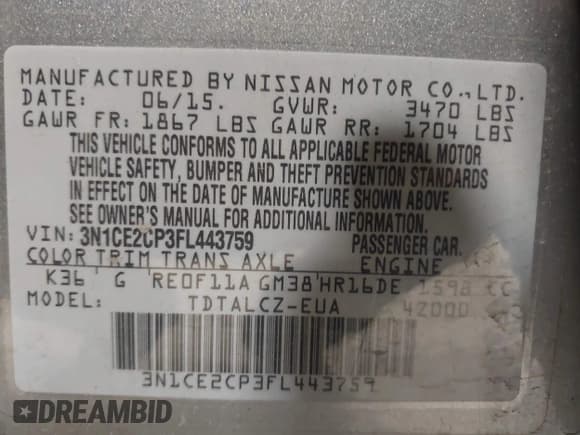 MANUFACTURED BY NISSAN MOTOR CO., LTD.
DATE: 06/15. GVWR: 3470 LBS
GAWR FR: 1867 LBS GAWR RR: 1704 LBS
THIS VEHICLE CONFORMS TO ALL APPLICABLE FEDERAL MOTOR
VEHICLE SAFETY, BUMPER AND THEFT PREVENTION STANDARDS
IN EFFECT ON THE DATE OF MANUFACTURE SHOWN ABOVE.
SEE OWNER'S MANUAL FOR ADDITIONAL INFORMATION.
VIN: 3N1CE2CP3FL443759 PASSENGER CAR.
COLOR TRIM TRANS AXLE ENGINE
K36 G RE0F11A GM38 HR16DE 1598 CC
MODEL: TDTALCZ-EUA 42000
3N1CE2CP3FL443759
DREAMBID